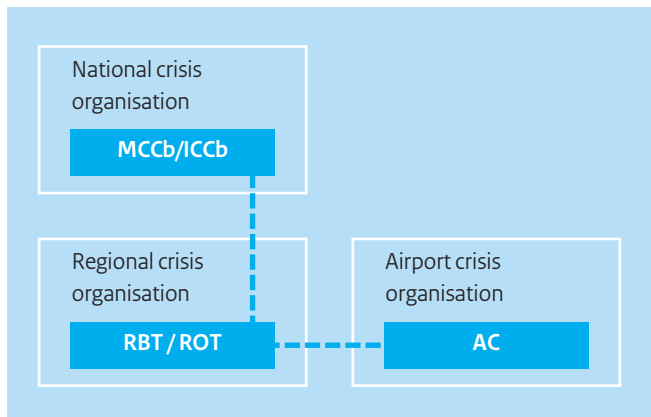 National crisis
organisation
MCCb/ICCb
Regional crisis
organisation
RBT / ROT
Airport crisis
organisation
AC